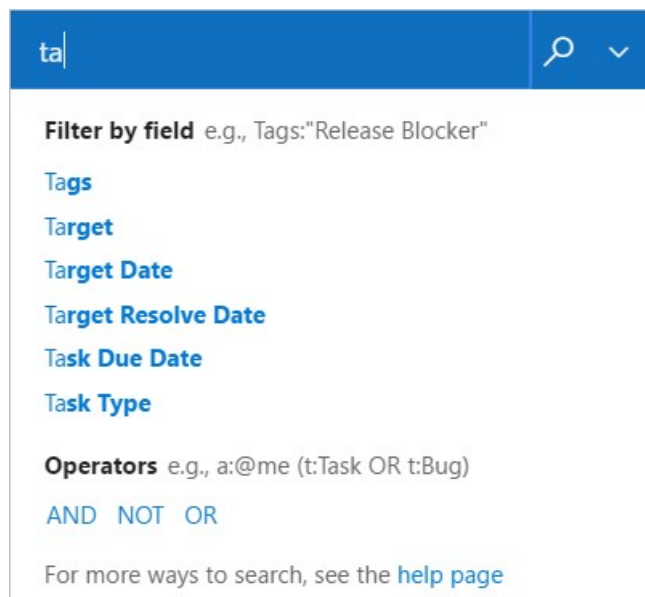 ta
Filter by field e.g., Tags:"Release Blocker"
Tags
Target
Target Date
Target Resolve Date
Task Due Date
Task Type
Operators e.g., a:@me (t:Task OR t:Bug)
AND NOT OR
For more ways to search, see the help page